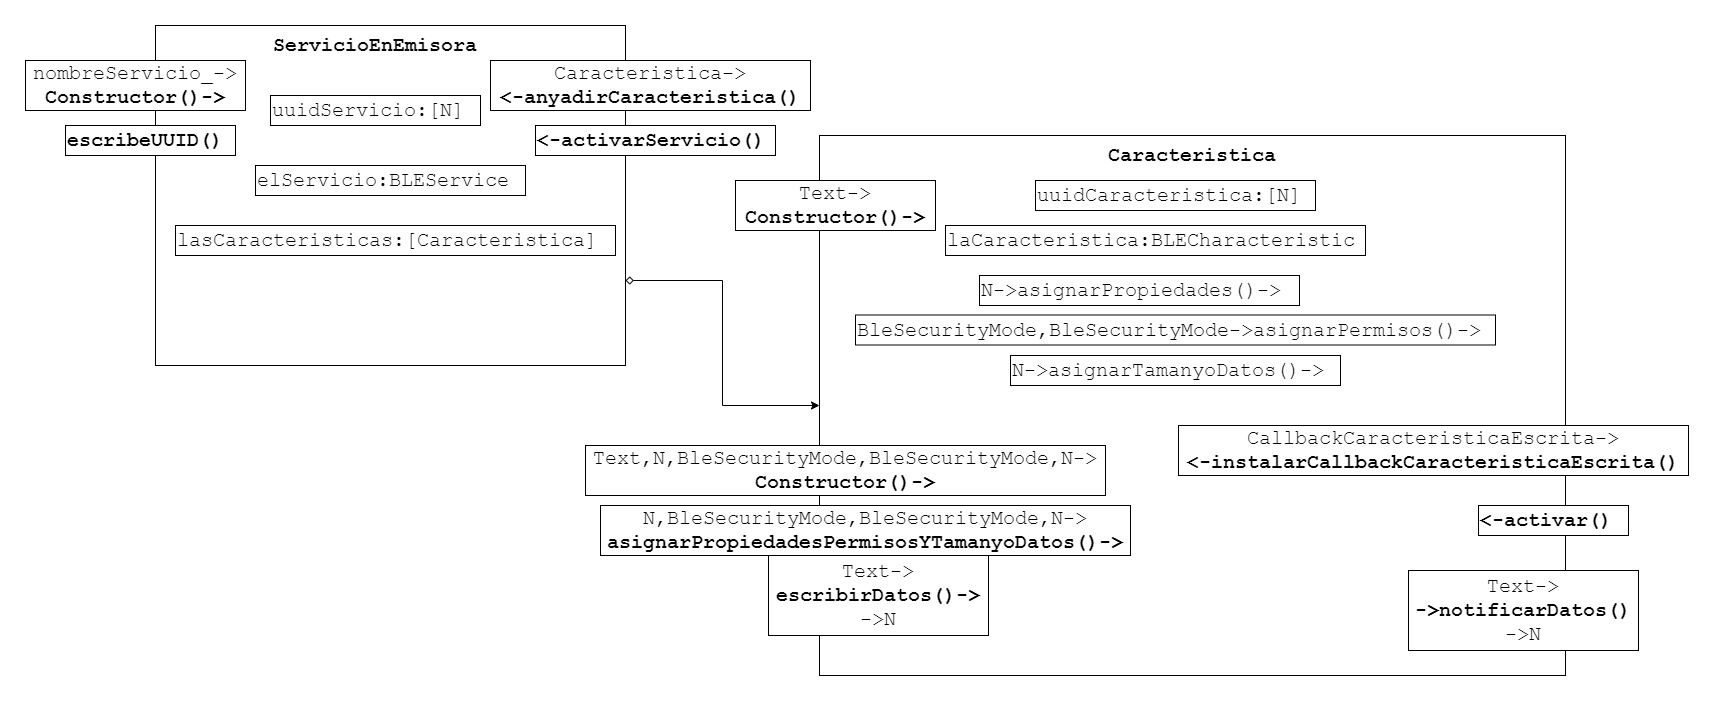 ServicioEnEmisora
nombreServicio_->
Constructor()->
Caracteristica->
<-anyadirCaracteristica()
uuidServicio:[N]
escribeUUID()
<-activarServicio()
elServicio:BLEService
lasCaracteristicas:[Caracteristica]
Caracteristica
Text->
Constructor()->
uuidCaracteristica:[N]
laCaracteristica:BLECharacteristic
N->asignarPropiedades()->
BleSecurityMode,BleSecurityMode->asignarPermisos()->
N->asignarTamanyoDatos()->
Text,N,BleSecurityMode,BleSecurityMode,N->
Constructor()->
CallbackCaracteristicaEscrita->
<-instalarCallbackCaracteristicaEscrita()
N,BleSecurityMode,BleSecurityMode,N->
asignarPropiedadesPermisosYTamanyoDatos()->
<-activar()
Text->
escribirDatos()->
->N
Text->
->notificarDatos()
->N